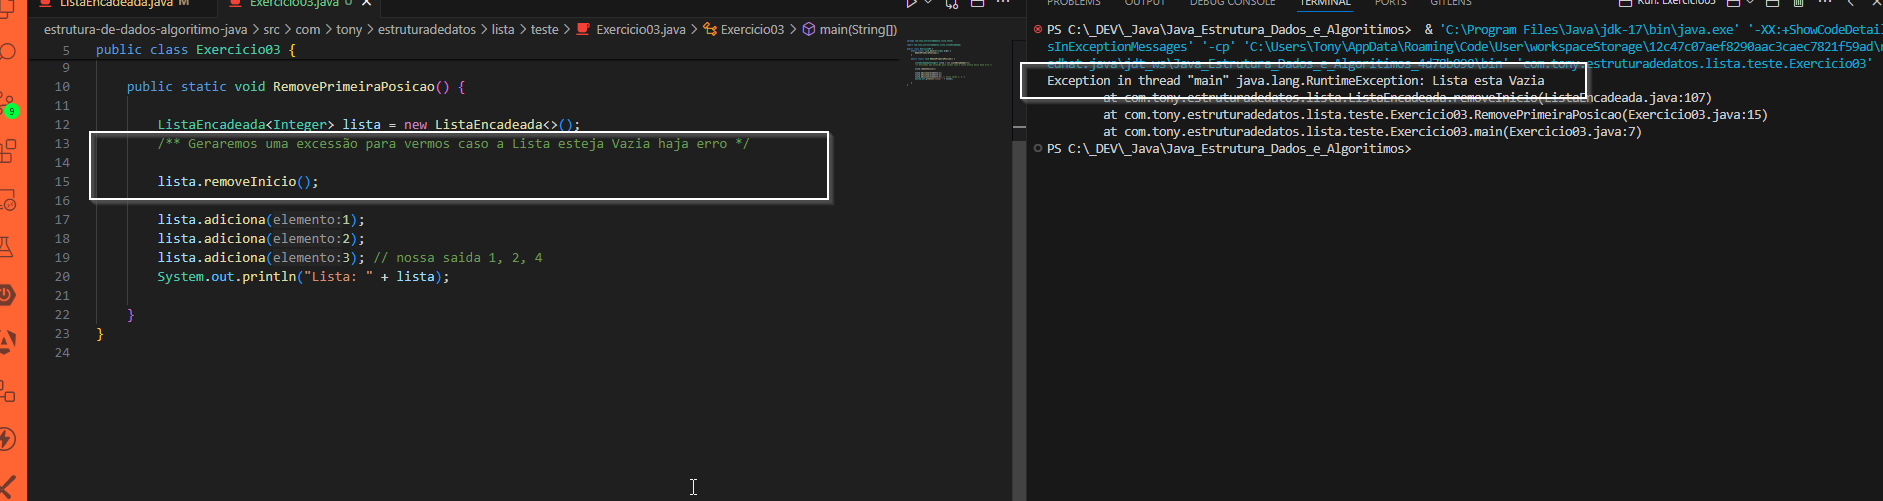 ListaEncadeada.java M
Exercicio03.java U
estrutura-de-dados-algoritimo-java > src > com > tony > estruturadedatos > lista > teste > Exercicio03.java > Exercicio03 > main(String[])
5 public class Exercicio03 {
9
10 public static void RemovePrimeiraPosicao() {
11
12 ListaEncadeada<Integer> lista = new ListaEncadeada<>();
13 /** Geraremos uma excessão para vermos caso a Lista esteja Vazia haja erro */
14
15 lista.removeInicio();
16
17 lista.adiciona(elemento:1);
18 lista.adiciona(elemento:2);
19 lista.adiciona(elemento:3); // nossa saida 1, 2, 4
20 System.out.println("Lista: " + lista);
21
22 }
23 }
24
9
PROBLEMS OUTPUT DEBUG CONSOLE TERMINAL PORTS GITLENS
Run: Exercicio03
PS C:\_DEV\_Java\Java_Estrutura_Dados_e_Algoritimos> & 'C:\Program Files\Java\jdk-17\bin\java.exe' '-XX:+ShowCodeDetail
sInExceptionMessages' '-cp' 'C:\Users\Tony\AppData\Roaming\Code\User\workspaceStorage\12c47c07aef8290aac3caec7821f59ad\
edhat.java\jdt_ws\Java_Estrutura_Dados_e_Algoritimos_4d78b090\bin' 'com.tony.estruturadedatos.lista.teste.Exercicio03'
Exception in thread "main" java.lang.RuntimeException: Lista esta Vazia
at com.tony.estruturadedatos.lista.ListaEncadeada.removeInicio(ListaEncadeada.java:107)
at com.tony.estruturadedatos.lista.teste.Exercicio03.RemovePrimeiraPosicao(Exercicio03.java:15)
at com.tony.estruturadedatos.lista.teste.Exercicio03.main(Exercicio03.java:7)
PS C:\_DEV\_Java\Java_Estrutura_Dados_e_Algoritimos>